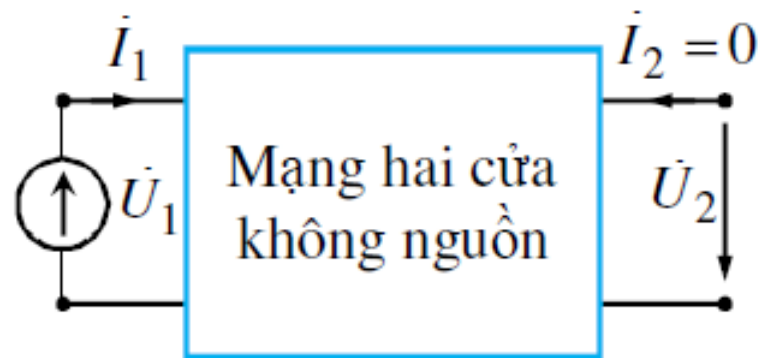 İ₁
İ₂ = 0
U̇₁
Mạng hai cửa
không nguồn
U̇₂